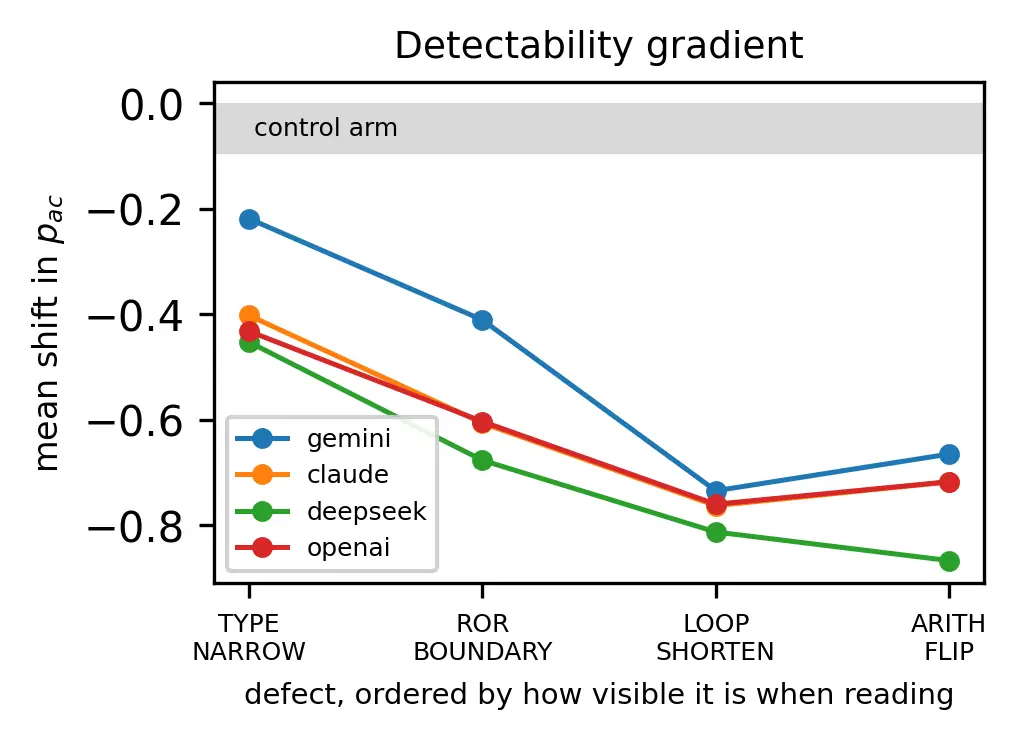 Detectability gradient
0.0
control arm
−0.2
−0.4
−0.6
−0.8
mean shift in p_ac
gemini
claude
deepseek
openai
TYPE
NARROW
ROR
BOUNDARY
LOOP
SHORTEN
ARITH
FLIP
defect, ordered by how visible it is when reading